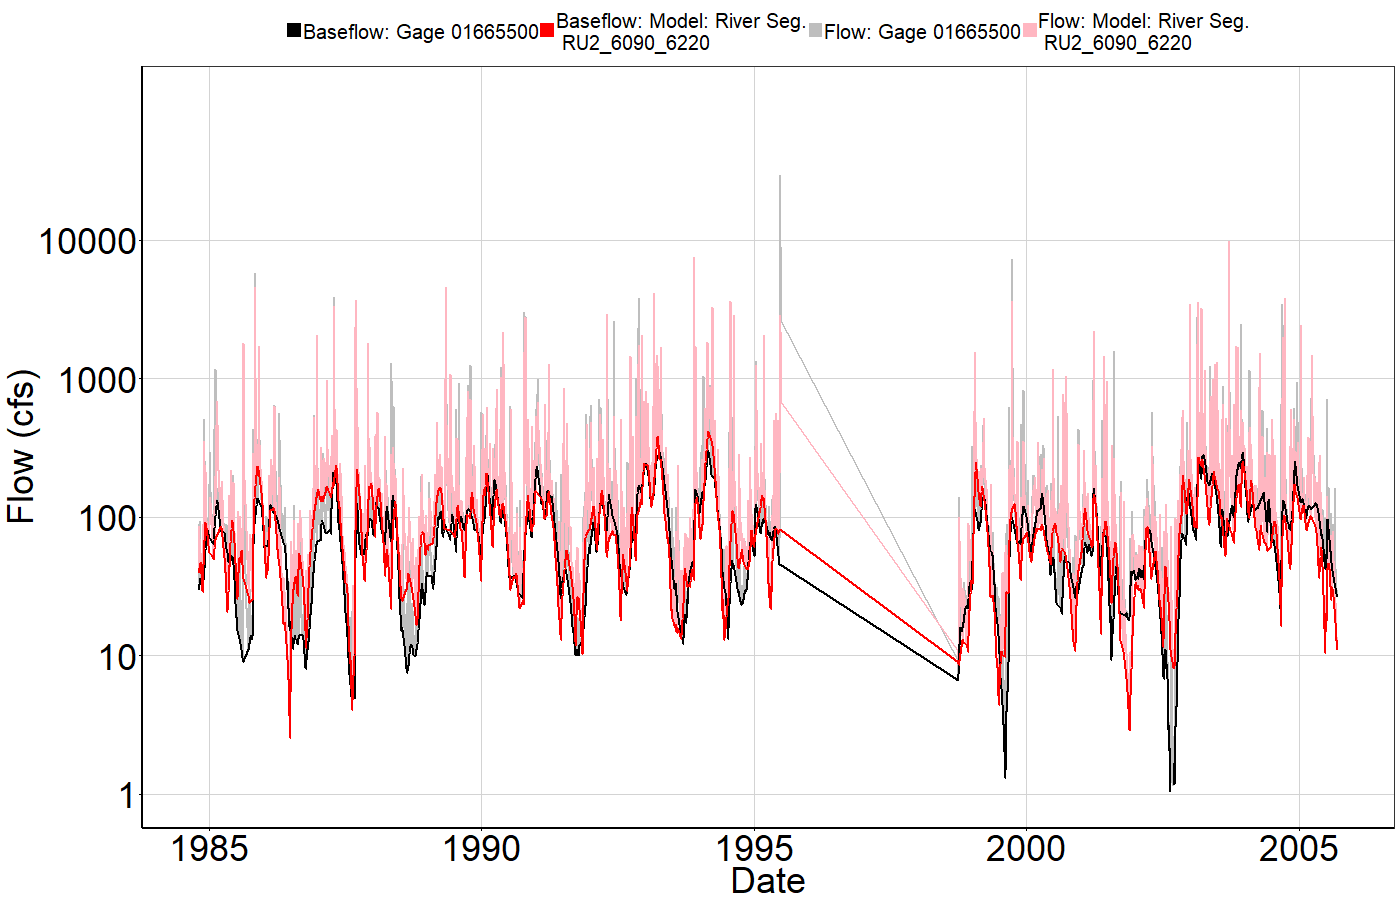 Baseflow: Gage 01665500
Baseflow: Model: River Seg.
RU2_6090_6220
Flow: Gage 01665500
Flow: Model: River Seg.
RU2_6090_6220
Flow (cfs)
10000
1000
100
10
1
1985
1990
1995
2000
2005
Date